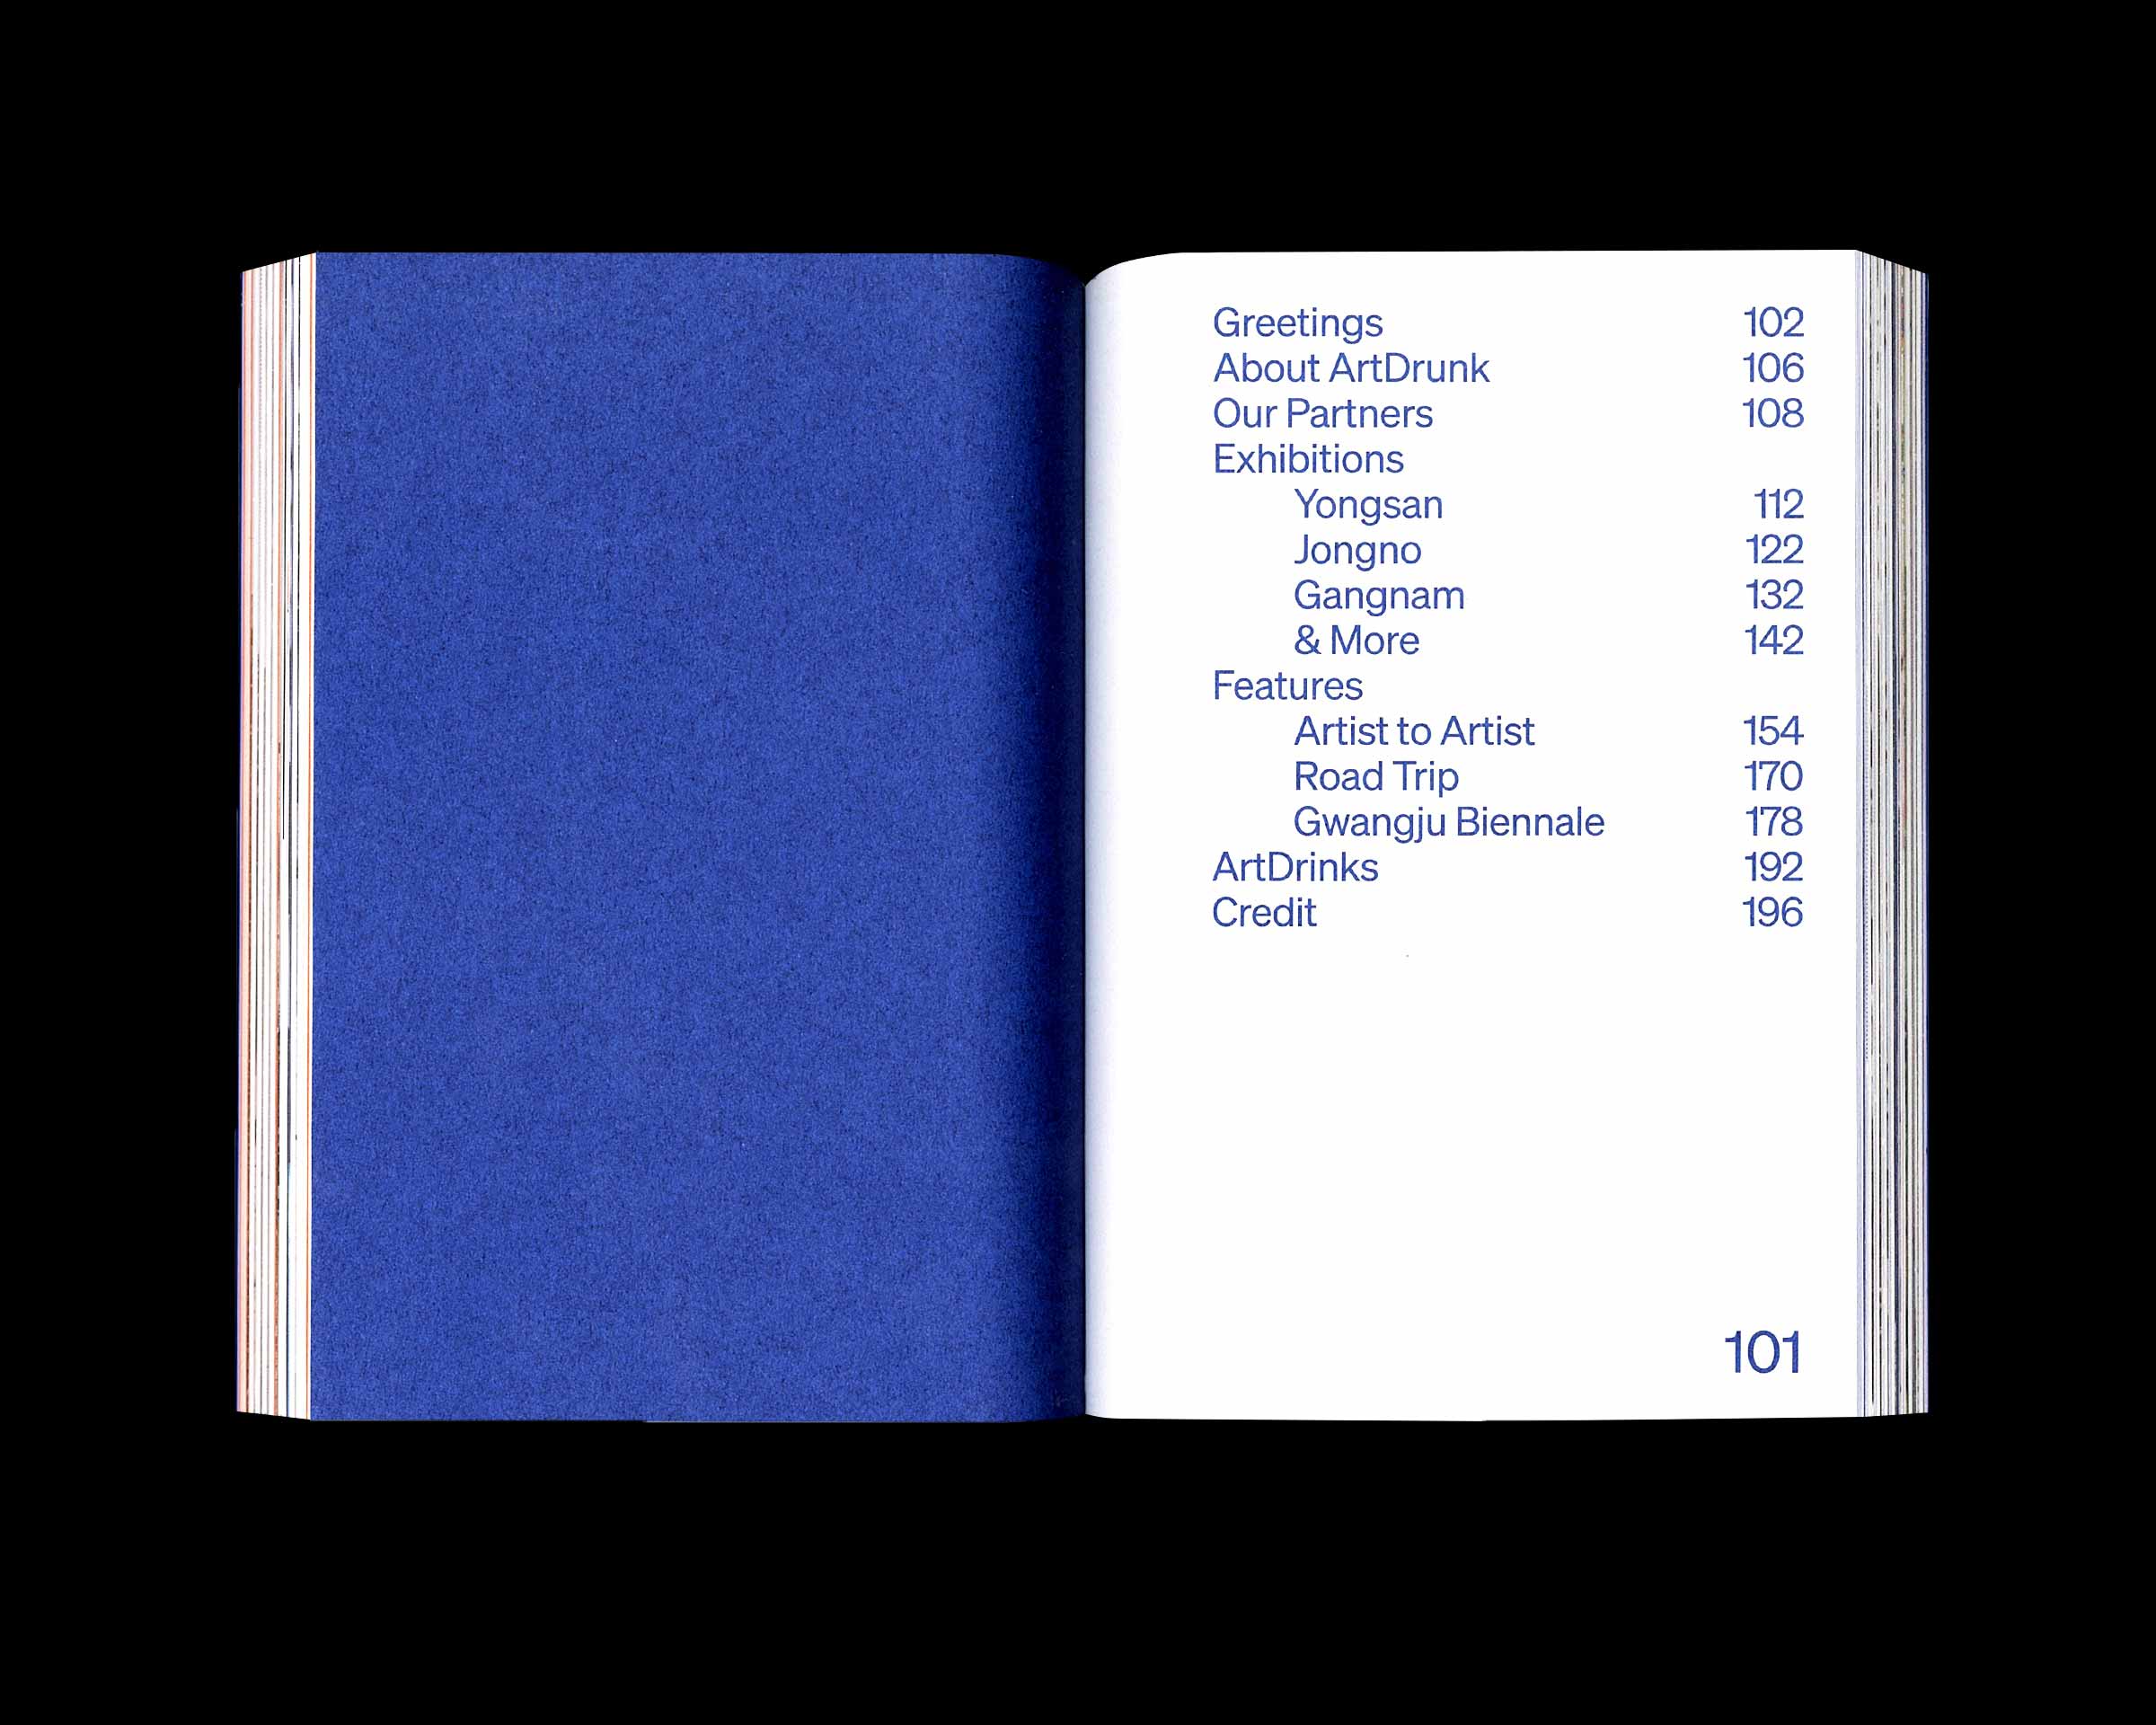 Greetings 102
About ArtDrunk 106
Our Partners 108
Exhibitions
Yongsan 112
Jongno 122
Gangnam 132
& More 142
Features
Artist to Artist 154
Road Trip 170
Gwangju Biennale 178
ArtDrinks 192
Credit 196
101